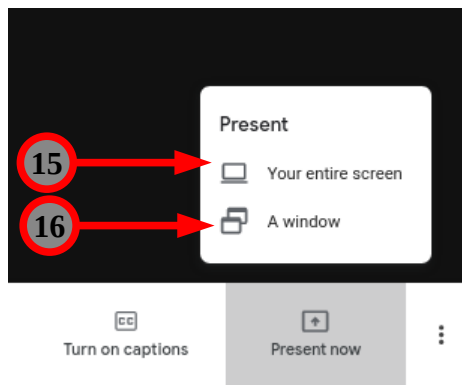 Present
15
Your entire screen
16
A window
CC
Turn on captions
Present now